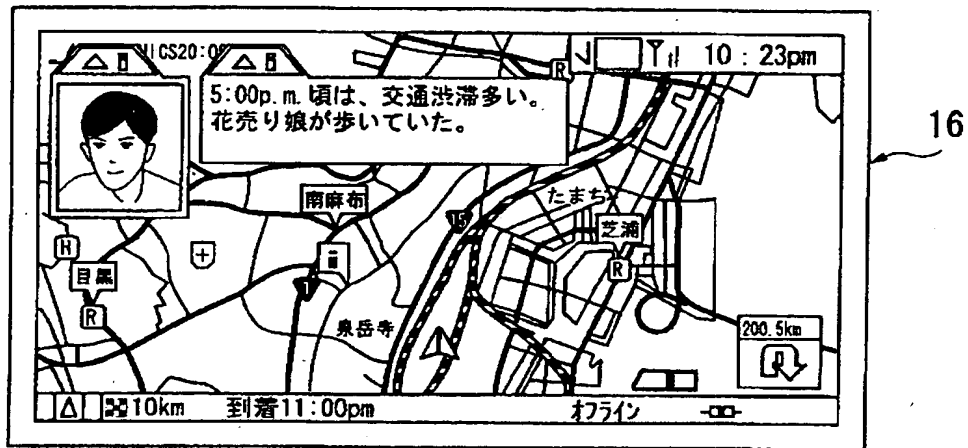 CS20:0
10:23pm
R
16
5:00p.m.頃は、交通渋滞多い。
花売り娘が歩いていた。
南麻布
たまち
15
芝浦
R
H
目黒
R
1
泉岳寺
200.5km
10km
到着11:00pm
オフライン